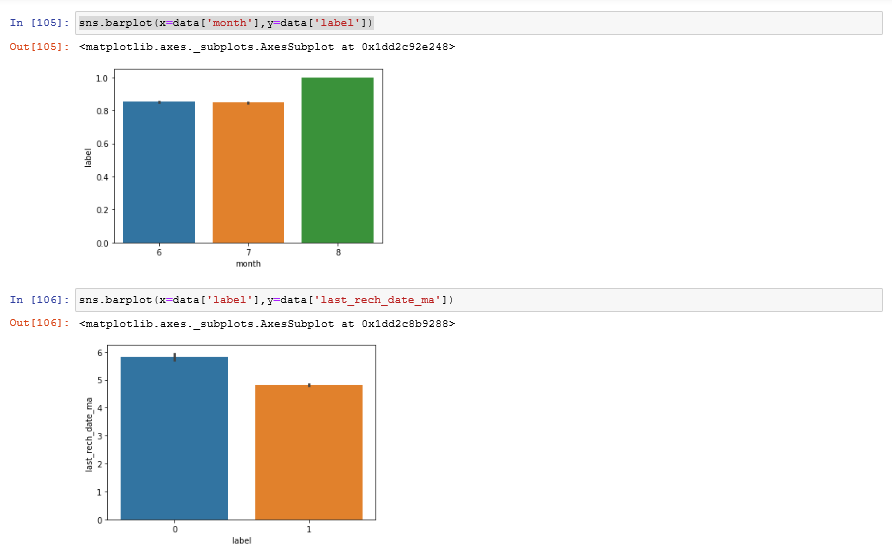 In [105]: sns.barplot(x=data['month'],y=data['label'])
Out[105]: <matplotlib.axes._subplots.AxesSubplot at 0x1dd2c92e248>
1.0
0.8
0.6
0.4
0.2
0.0
label
6 7 8
month
In [106]: sns.barplot(x=data['label'],y=data['last_rech_date_ma'])
Out[106]: <matplotlib.axes._subplots.AxesSubplot at 0x1dd2c8b9288>
6
5
4
3
2
1
0
last_rech_date_ma
0 1
label